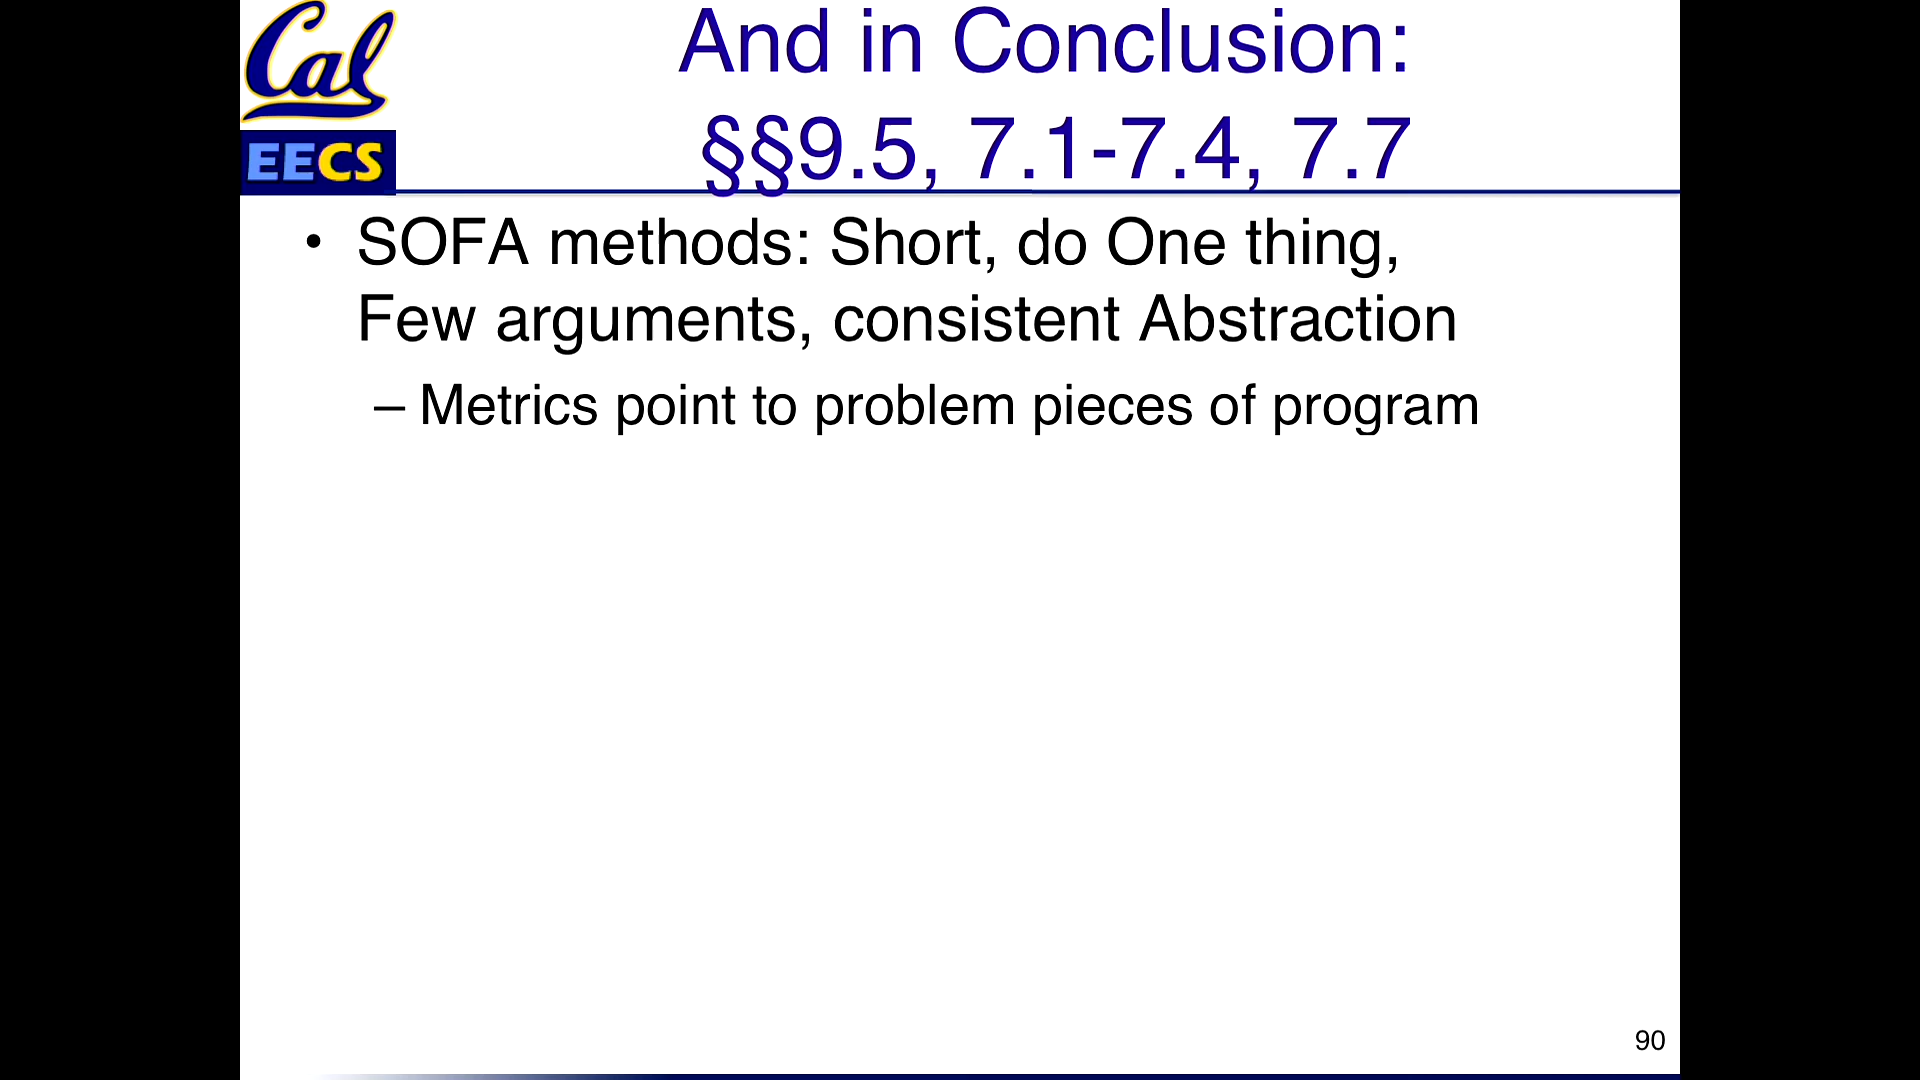 Cal
EECS
And in Conclusion:
§§9.5, 7.1-7.4, 7.7
• SOFA methods: Short, do One thing,
Few arguments, consistent Abstraction
– Metrics point to problem pieces of program
90